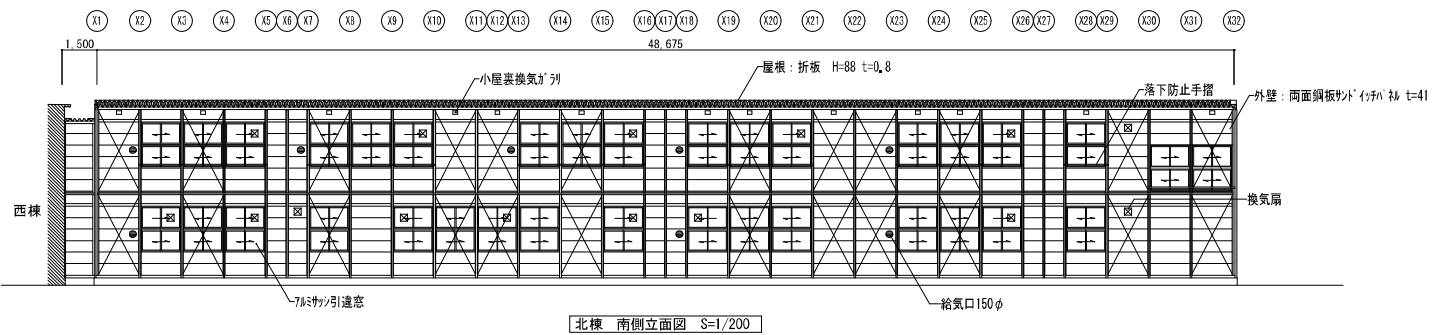 X1 X2 X3 X4 X5 X6 X7 X8 X9 X10 X11 X12 X13 X14 X15 X16 X17 X18 X19 X20 X21 X22 X23 X24 X25 X26 X27 X28 X29 X30 X31 X32
1,500 48,675
小屋裏換気ガラリ
屋根：折板 H=88 t=0.8
落下防止手摺
外壁：両面鋼板サンドイッチパネル t=41
西棟
換気扇
アルミサッシ引違窓
給気口150φ
北棟 南側立面図 S=1/200